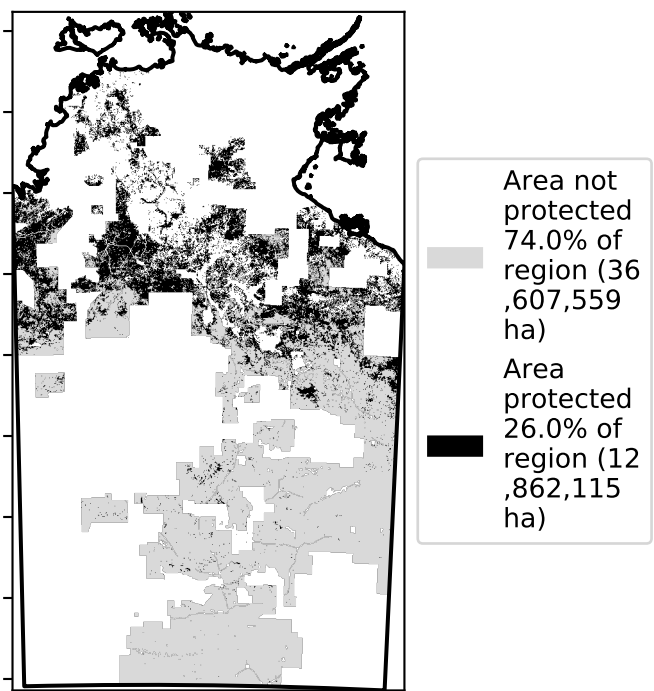 Area not
protected
74.0% of
region (36
,607,559
ha)
Area
protected
26.0% of
region (12
,862,115
ha)